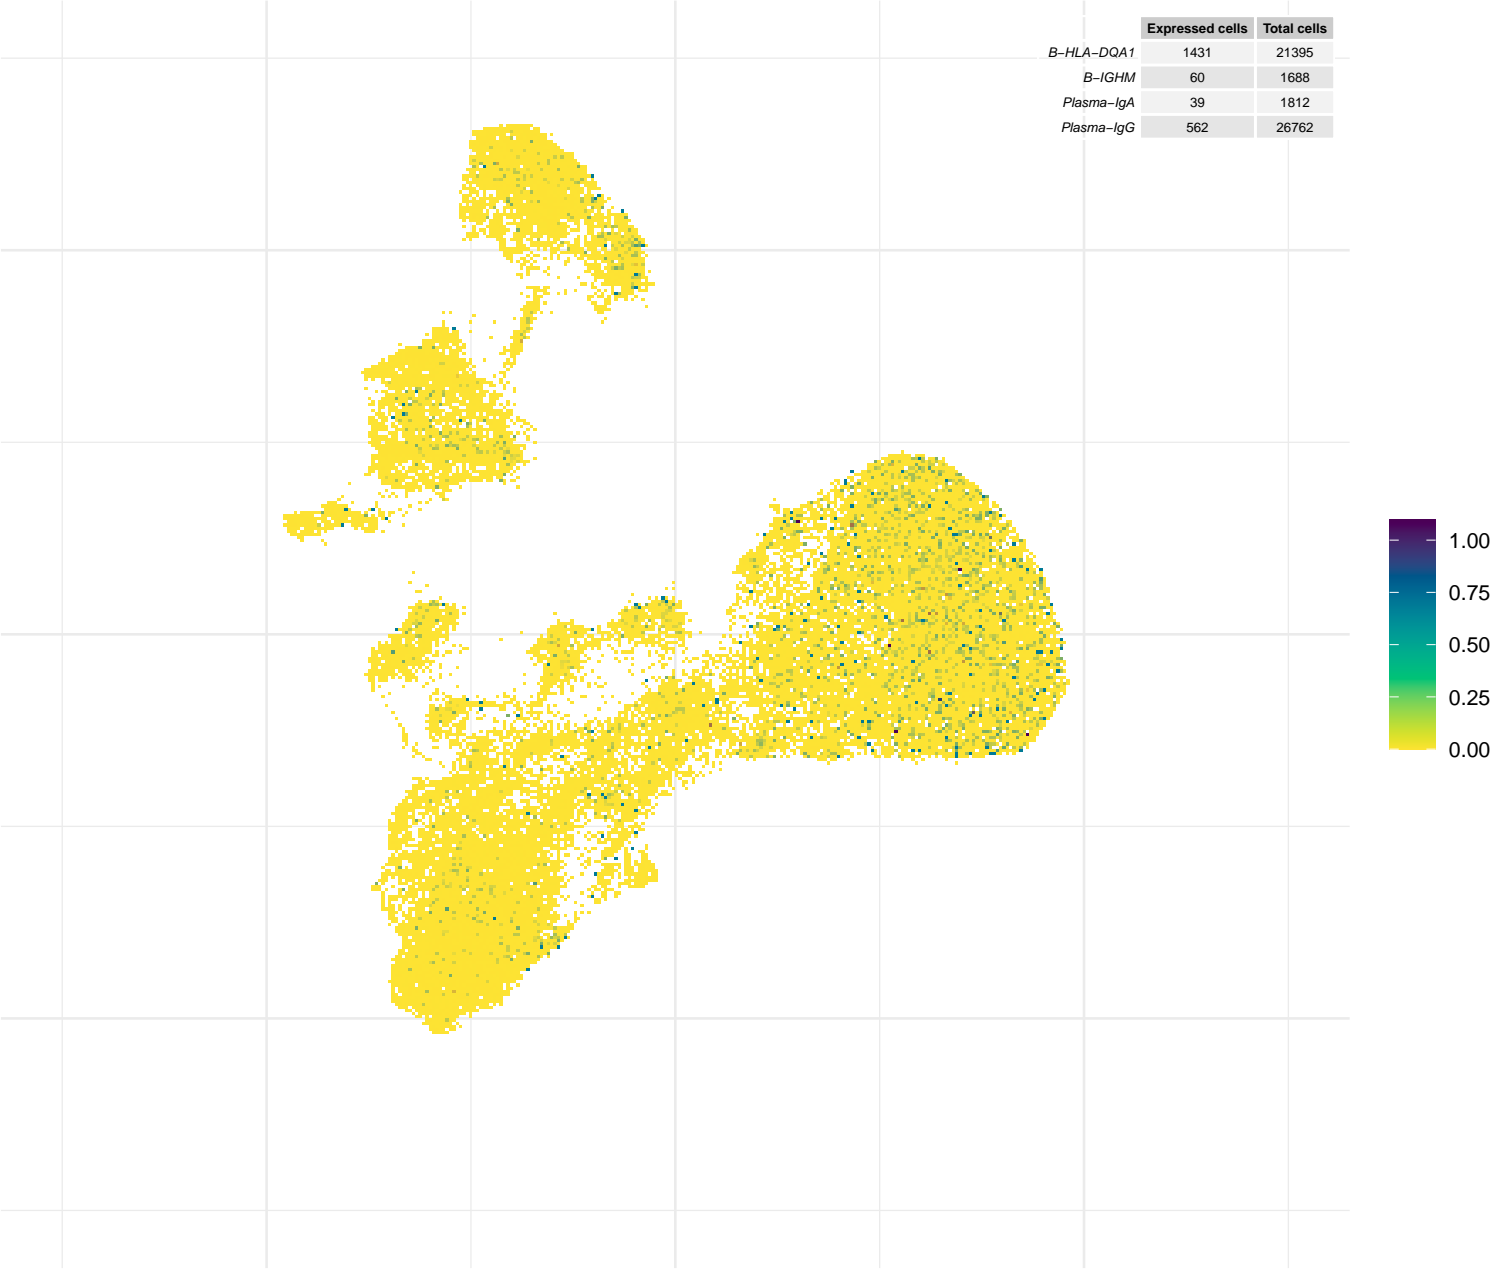 Expressed cells Total cells
B−HLA−DQA1 1431 21395
B−IGHM 60 1688
Plasma−IgA 39 1812
Plasma−IgG 562 26762
1.00
0.75
0.50
0.25
0.00